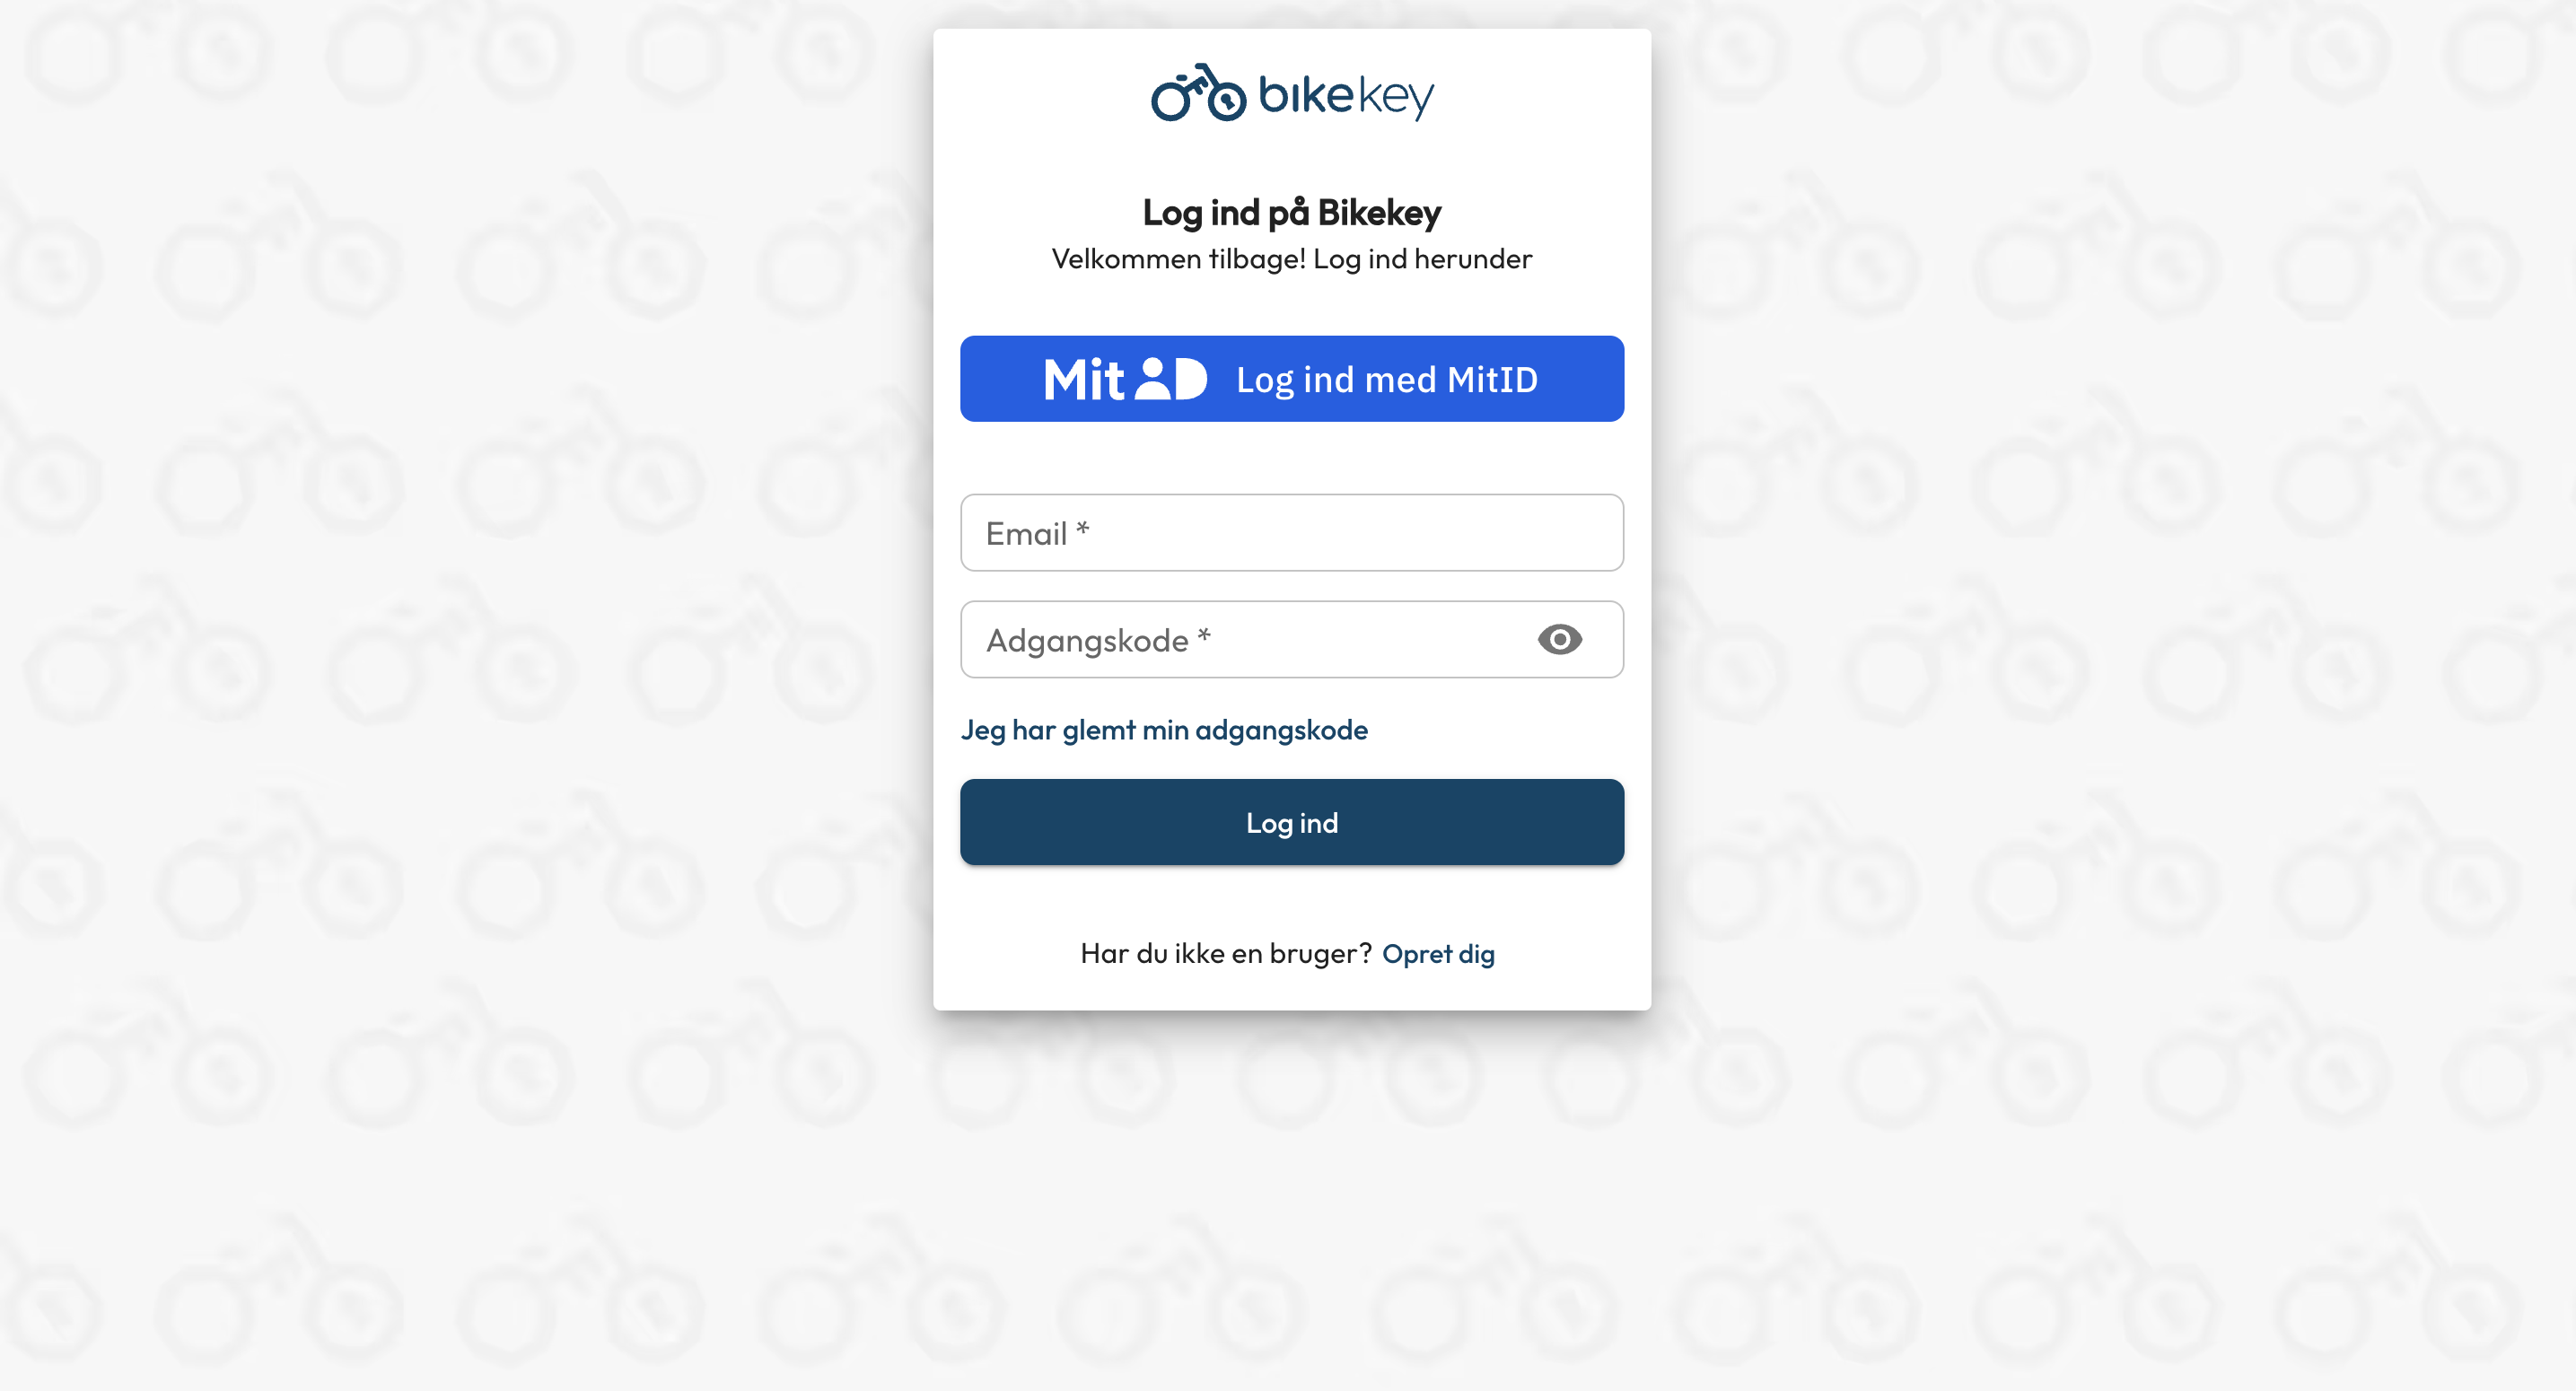 bikekey
Log ind på Bikekey
Velkommen tilbage! Log ind herunder
MitID Log ind med MitID
Email *
Adgangskode *
Jeg har glemt min adgangskode
Log ind
Har du ikke en bruger? Opret dig